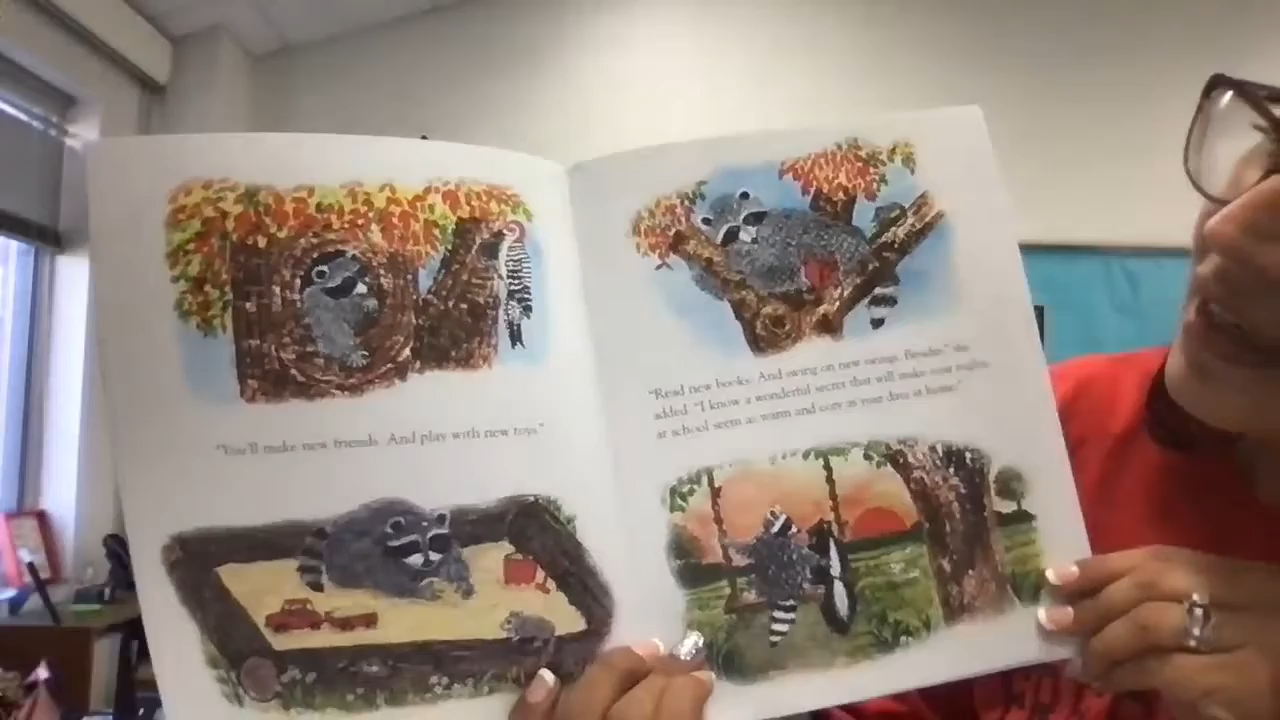 "You'll make new friends. And play with new toys."
"Read new books. And swing on new swings. Besides," she
added, "I know a wonderful secret that will make your nights
at school seem as warm and cozy as your days at home."